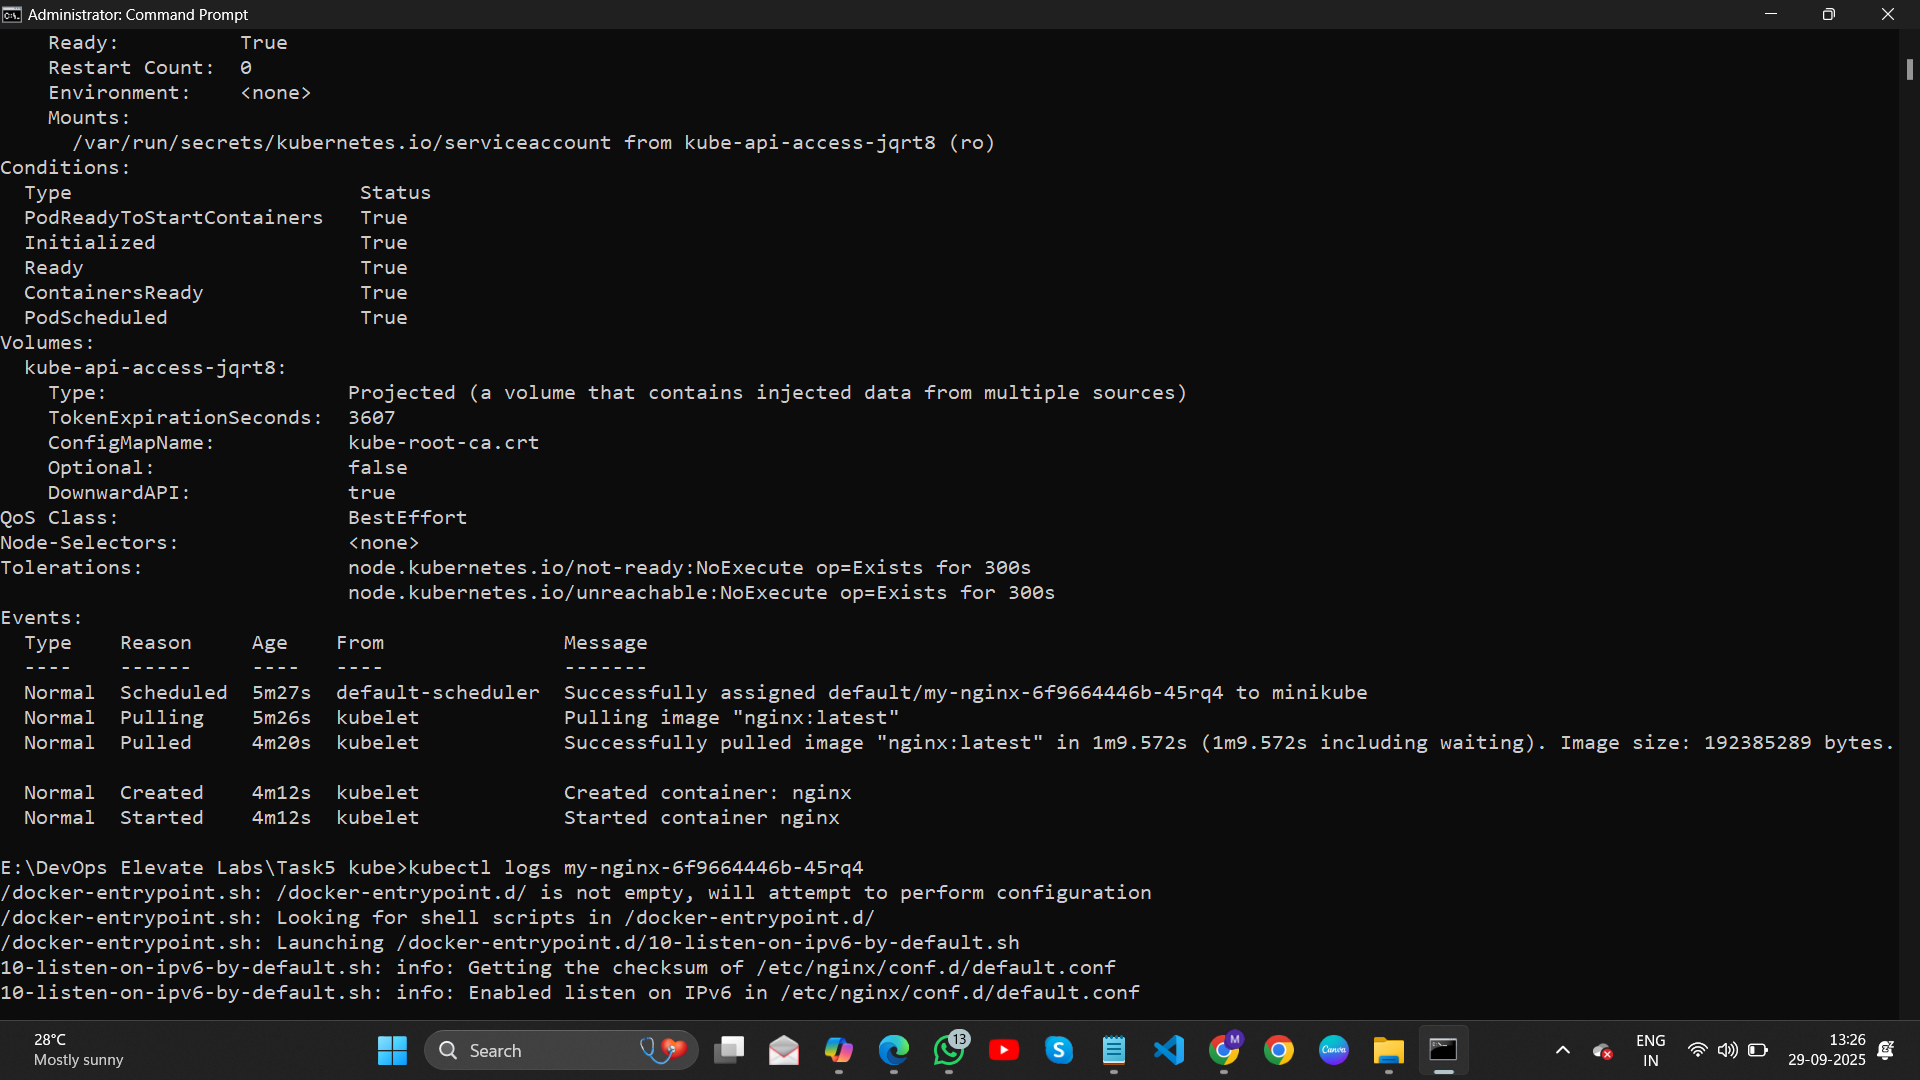 Administrator: Command Prompt
    Ready:          True
    Restart Count:  0
    Environment:    <none>
    Mounts:
      /var/run/secrets/kubernetes.io/serviceaccount from kube-api-access-jqrt8 (ro)
Conditions:
  Type                        Status
  PodReadyToStartContainers   True
  Initialized                 True
  Ready                       True
  ContainersReady             True
  PodScheduled                True
Volumes:
  kube-api-access-jqrt8:
    Type:                    Projected (a volume that contains injected data from multiple sources)
    TokenExpirationSeconds:  3607
    ConfigMapName:           kube-root-ca.crt
    Optional:                false
    DownwardAPI:             true
QoS Class:                   BestEffort
Node-Selectors:              <none>
Tolerations:                 node.kubernetes.io/not-ready:NoExecute op=Exists for 300s
                             node.kubernetes.io/unreachable:NoExecute op=Exists for 300s
Events:
  Type    Reason     Age    From               Message
  ----    ------     ----   ----               -------
  Normal  Scheduled  5m27s  default-scheduler  Successfully assigned default/my-nginx-6f9664446b-45rq4 to minikube
  Normal  Pulling    5m26s  kubelet            Pulling image "nginx:latest"
  Normal  Pulled     4m20s  kubelet            Successfully pulled image "nginx:latest" in 1m9.572s (1m9.572s including waiting). Image size: 192385289 bytes.
  Normal  Created    4m12s  kubelet            Created container: nginx
  Normal  Started    4m12s  kubelet            Started container nginx
E:\DevOps Elevate Labs\Task5 kube>kubectl logs my-nginx-6f9664446b-45rq4
/docker-entrypoint.sh: /docker-entrypoint.d/ is not empty, will attempt to perform configuration
/docker-entrypoint.sh: Looking for shell scripts in /docker-entrypoint.d/
/docker-entrypoint.sh: Launching /docker-entrypoint.d/10-listen-on-ipv6-by-default.sh
10-listen-on-ipv6-by-default.sh: info: Getting the checksum of /etc/nginx/conf.d/default.conf
10-listen-on-ipv6-by-default.sh: info: Enabled listen on IPv6 in /etc/nginx/conf.d/default.conf
28°C
Mostly sunny
Search
13
M
Canva
ENG
IN
13:26
29-09-2025